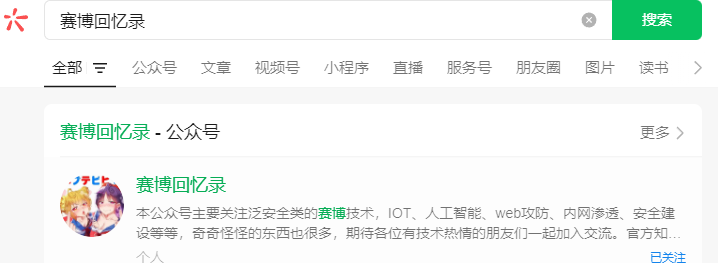 赛博回忆录
搜索
全部 公众号 文章 视频号 小程序 直播 服务号 朋友圈 图片 读书
赛博回忆录 - 公众号
更多
赛博回忆录
本公众号主要关注泛安全类的赛博技术，IOT、人工智能、web攻防、内网渗透、安全建
设等等，奇奇怪怪的东西也很多，期待各位有技术热情的朋友们一起加入交流。官方知...
个人
已关注